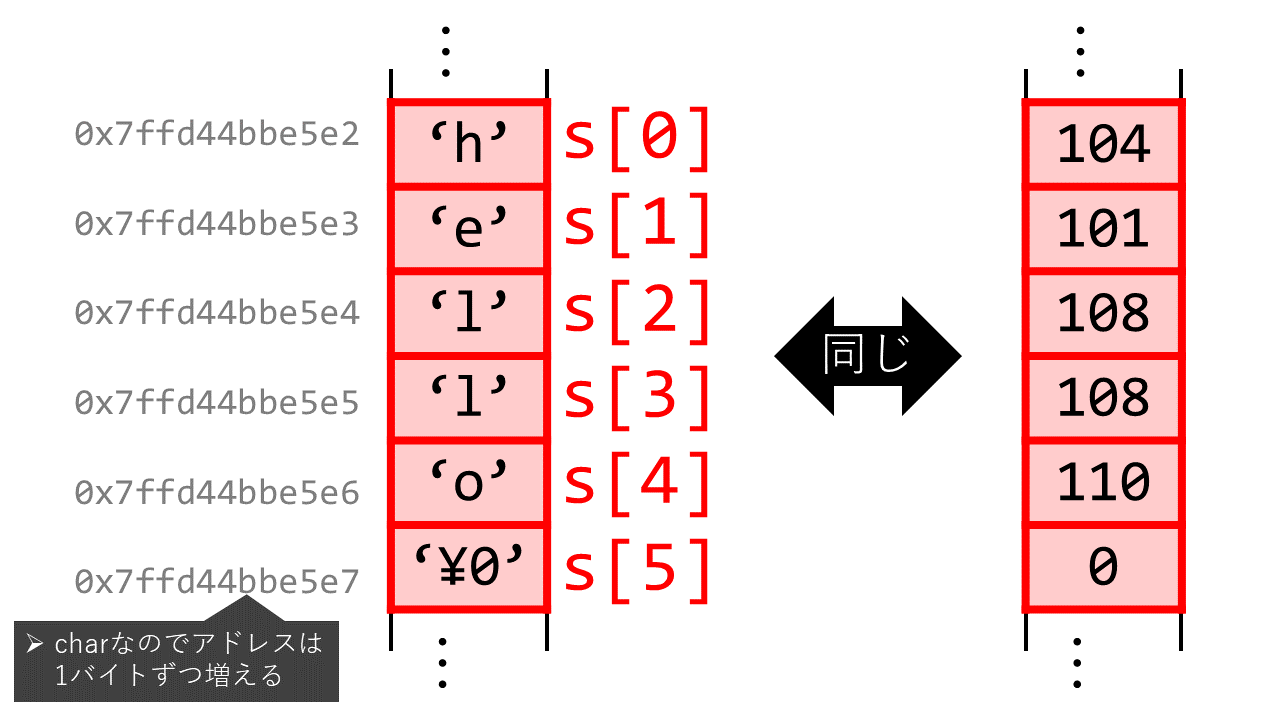 0x7ffd44bbe5e2 ‘h’ s[0] 104
0x7ffd44bbe5e3 ‘e’ s[1] 101
0x7ffd44bbe5e4 ‘l’ s[2] 108
同じ
0x7ffd44bbe5e5 ‘l’ s[3] 108
0x7ffd44bbe5e6 ‘o’ s[4] 110
0x7ffd44bbe5e7 ‘¥0’ s[5] 0
➢ charなのでアドレスは
1バイトずつ増える